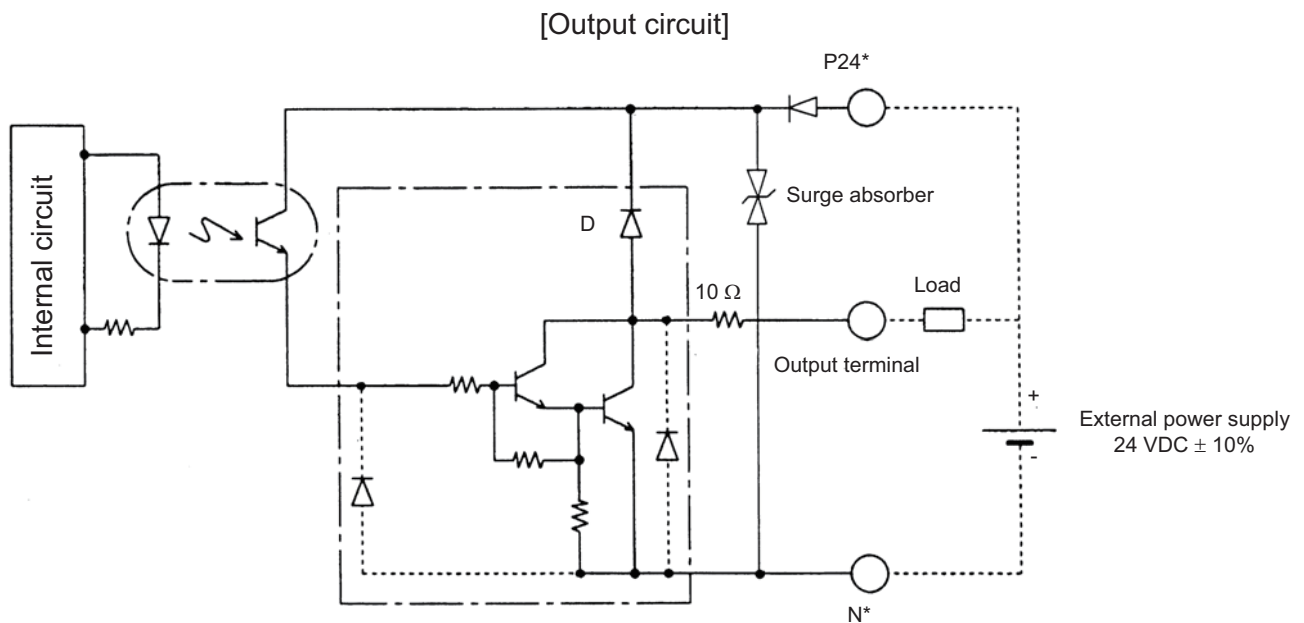 [Output circuit]
P24*
Internal circuit
Surge absorber
D
10 Ω
Load
Output terminal
+
External power supply
24 VDC ± 10%
-
N*